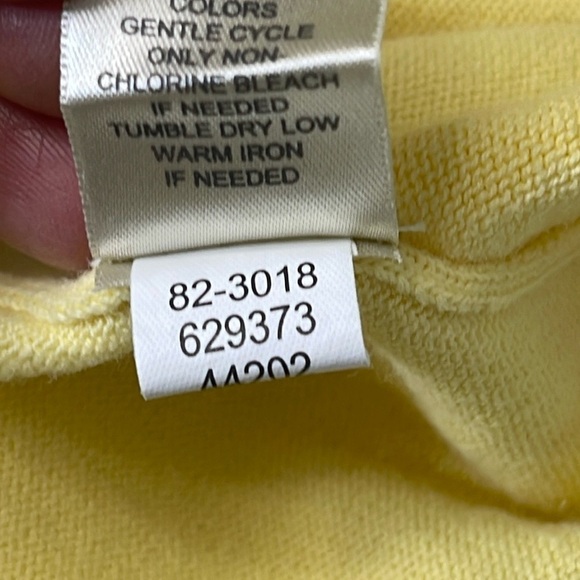 COLORS
GENTLE CYCLE
ONLY NON-
CHLORINE BLEACH
IF NEEDED
TUMBLE DRY LOW
WARM IRON
IF NEEDED
82-3018
629373
44202